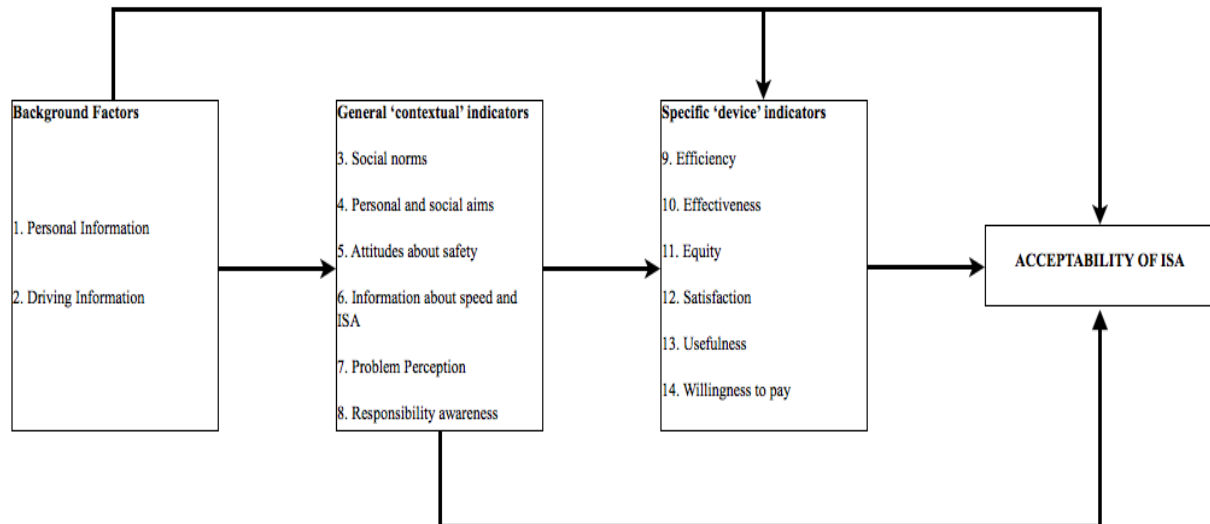 Background Factors
1. Personal Information
2. Driving Information
General ‘contextual’ indicators
3. Social norms
4. Personal and social aims
5. Attitudes about safety
6. Information about speed and
ISA
7. Problem Perception
8. Responsibility awareness
Specific ‘device’ indicators
9. Efficiency
10. Effectiveness
11. Equity
12. Satisfaction
13. Usefulness
14. Willingness to pay
ACCEPTABILITY OF ISA